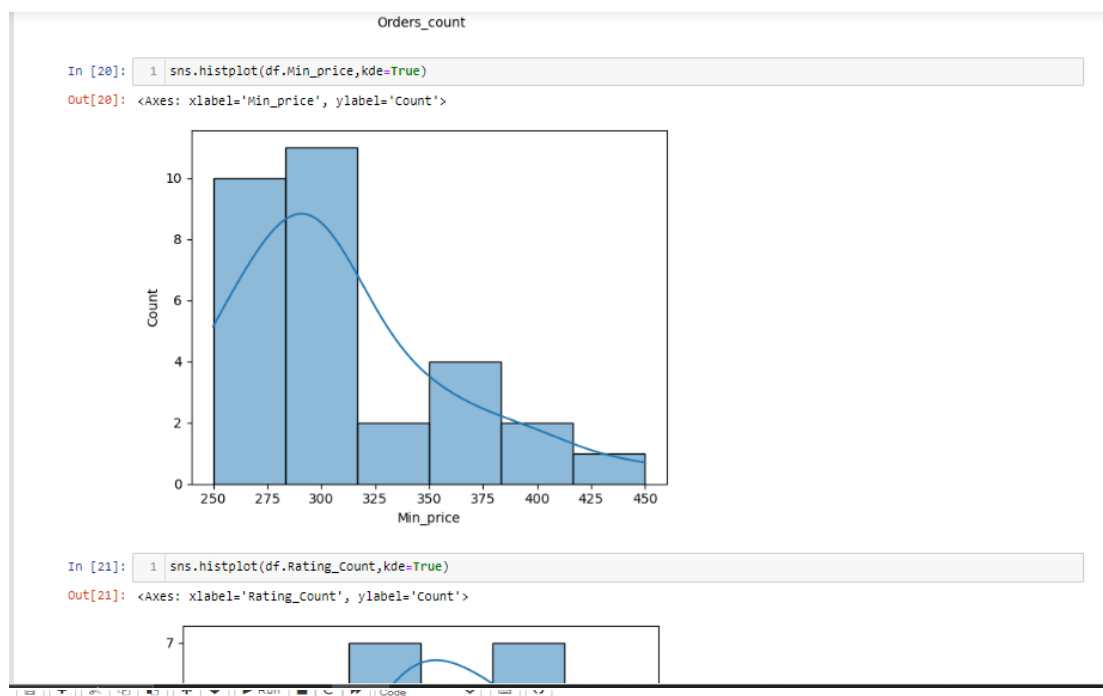 Orders_count
In [20]: 1 sns.histplot(df.Min_price,kde=True)
Out[20]: <Axes: xlabel='Min_price', ylabel='Count'>
10
8
6
4
2
0
Count
250 275 300 325 350 375 400 425 450
Min_price
In [21]: 1 sns.histplot(df.Rating_Count,kde=True)
Out[21]: <Axes: xlabel='Rating_Count', ylabel='Count'>
7
Run Code